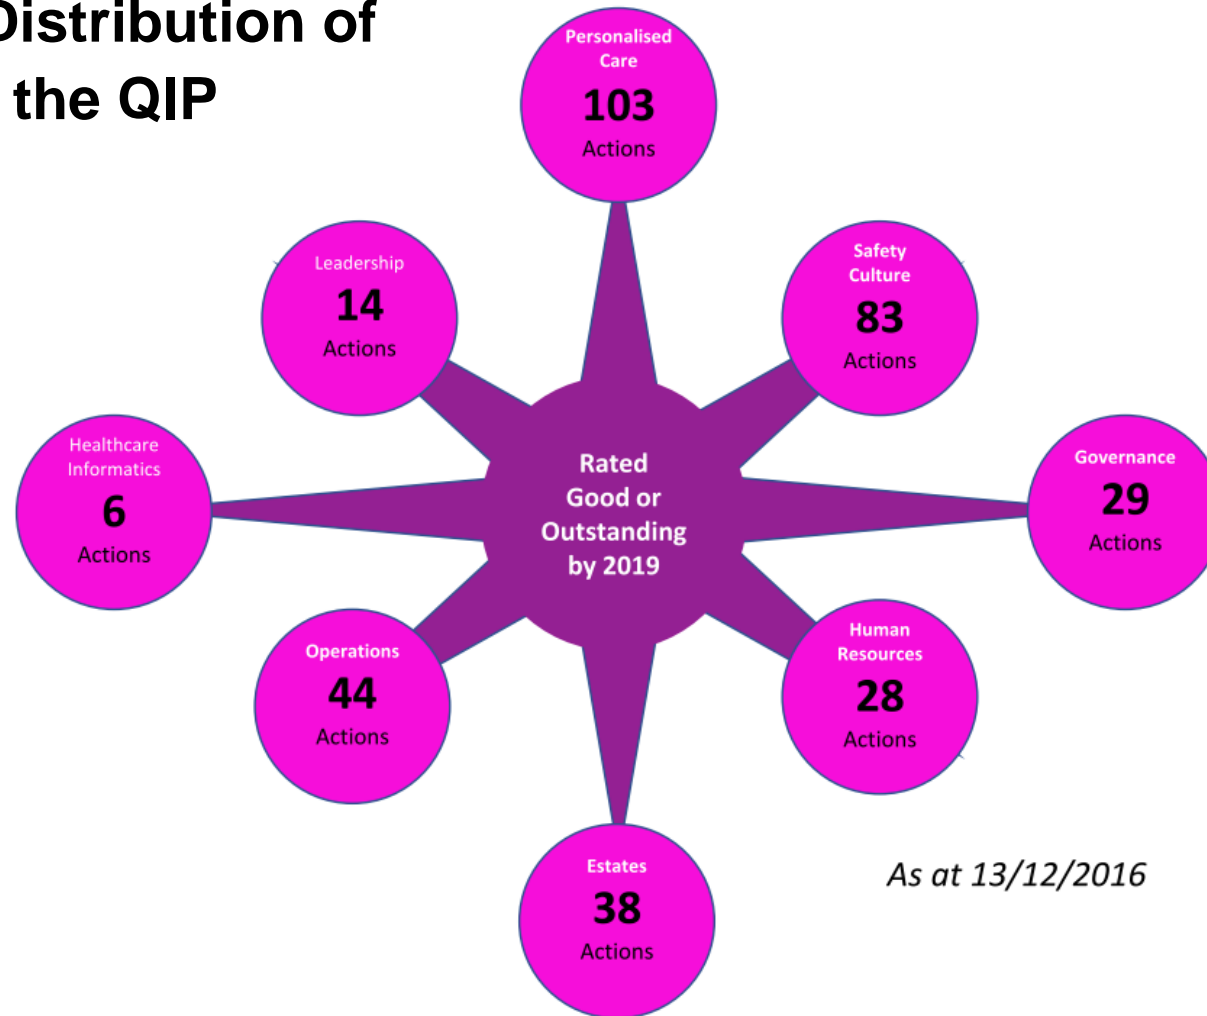 Distribution of
the QIP
Personalised
Care
103
Actions
Leadership
14
Actions
Safety
Culture
83
Actions
Healthcare
Informatics
6
Actions
Rated
Good or
Outstanding
by 2019
Governance
29
Actions
Operations
44
Actions
Human
Resources
28
Actions
Estates
38
Actions
As at 13/12/2016